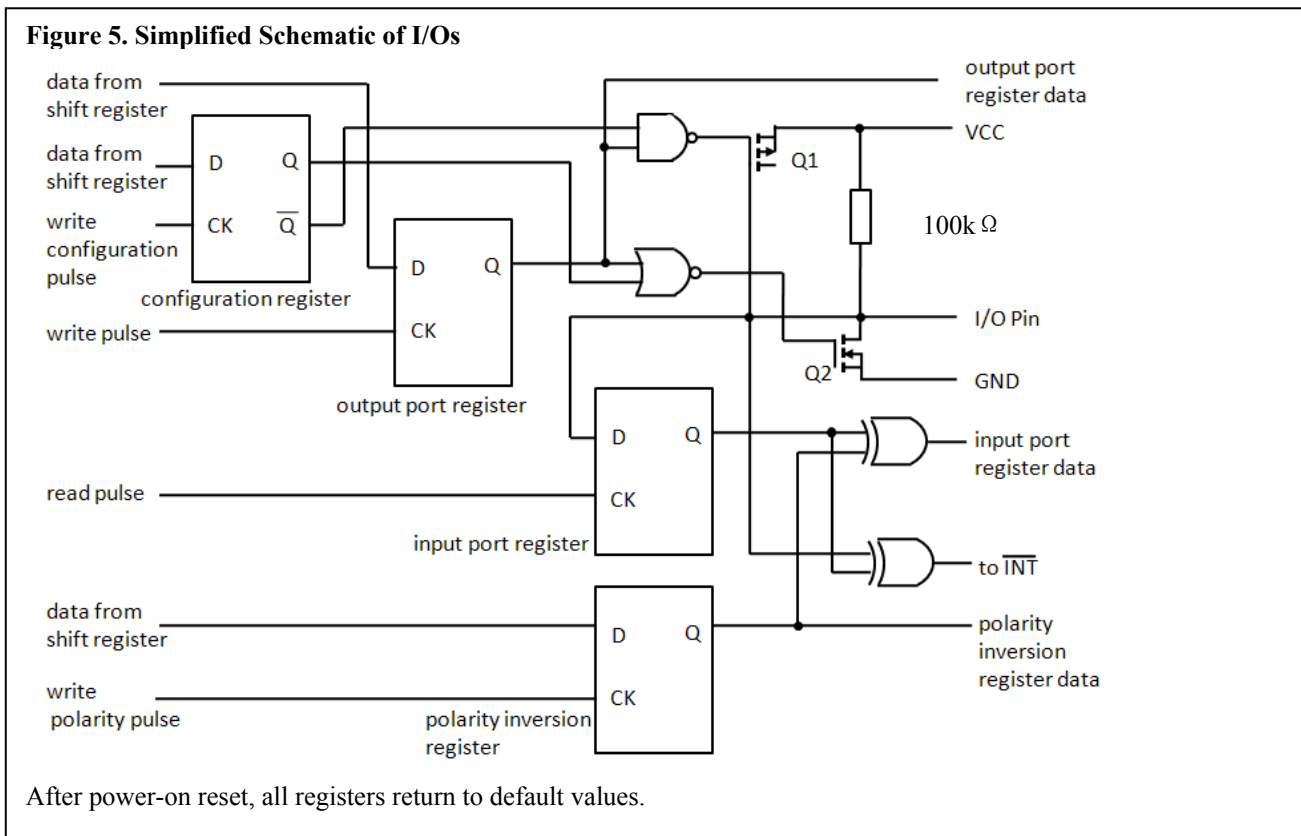 Figure 5. Simplified Schematic of I/Os
data from
shift register
output port
register data
VCC
Q1
data from
shift register
D
Q
write
configuration
pulse
CK
Q̅
configuration register
100k Ω
D
Q
write pulse
CK
output port register
I/O Pin
Q2
GND
D
Q
input port
register data
read pulse
CK
input port register
to I̅N̅T̅
data from
shift register
D
Q
polarity
inversion
register data
write
polarity pulse
CK
polarity inversion
register
After power-on reset, all registers return to default values.